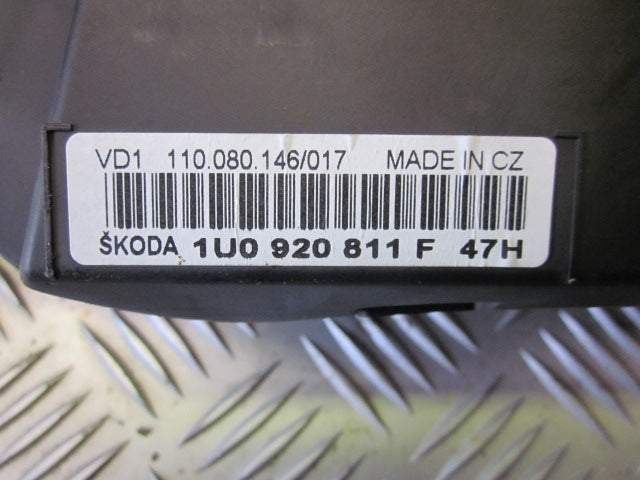 VD1 110.080.146/017 MADE IN CZ
ŠKODA 1U0 920 811 F 47H